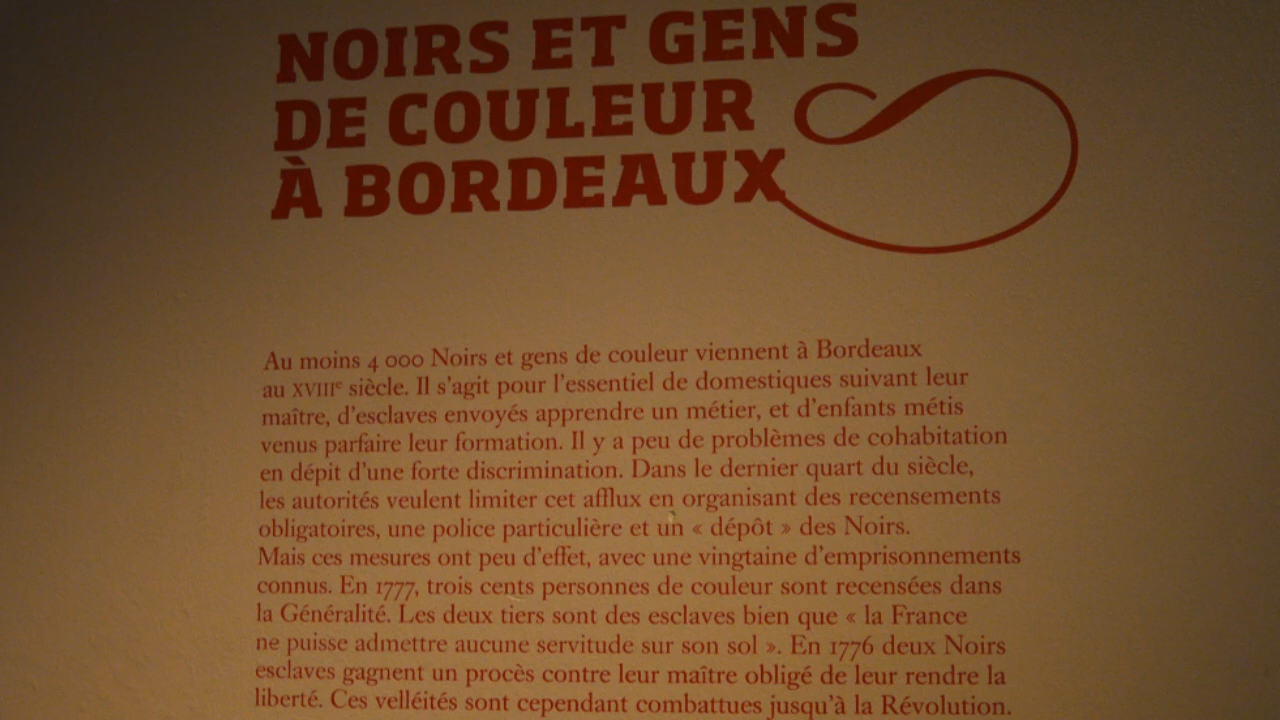 NOIRS ET GENS
DE COULEUR
À BORDEAUX
Au moins 4 000 Noirs et gens de couleur viennent à Bordeaux
au XVIIIe siècle. Il s'agit pour l'essentiel de domestiques suivant leur
maître, d'esclaves envoyés apprendre un métier, et d'enfants métis
venus parfaire leur formation. Il y a peu de problèmes de cohabitation
en dépit d'une forte discrimination. Dans le dernier quart du siècle,
les autorités veulent limiter cet afflux en organisant des recensements
obligatoires, une police particulière et un « dépôt » des Noirs.
Mais ces mesures ont peu d'effet, avec une vingtaine d'emprisonnements
connus. En 1777, trois cents personnes de couleur sont recensées dans
la Généralité. Les deux tiers sont des esclaves bien que « la France
ne puisse admettre aucune servitude sur son sol ». En 1776 deux Noirs
esclaves gagnent un procès contre leur maître obligé de leur rendre la
liberté. Ces velléités sont cependant combattues jusqu'à la Révolution.